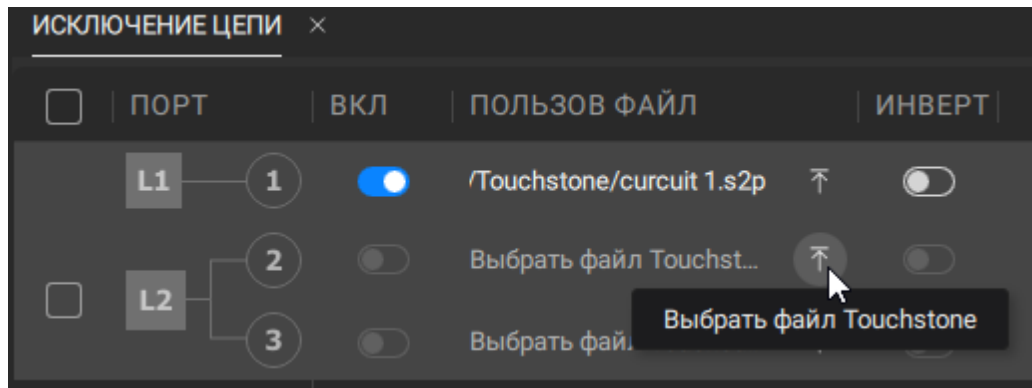 ИСКЛЮЧЕНИЕ ЦЕПИ ×
ПОРТ ВКЛ ПОЛЬЗОВ ФАЙЛ ИНВЕРТ
L1 1 /Touchstone/curcuit 1.s2p
2 Выбрать файл Touchst...
L2
Выбрать файл Touchstone
3 Выбрать